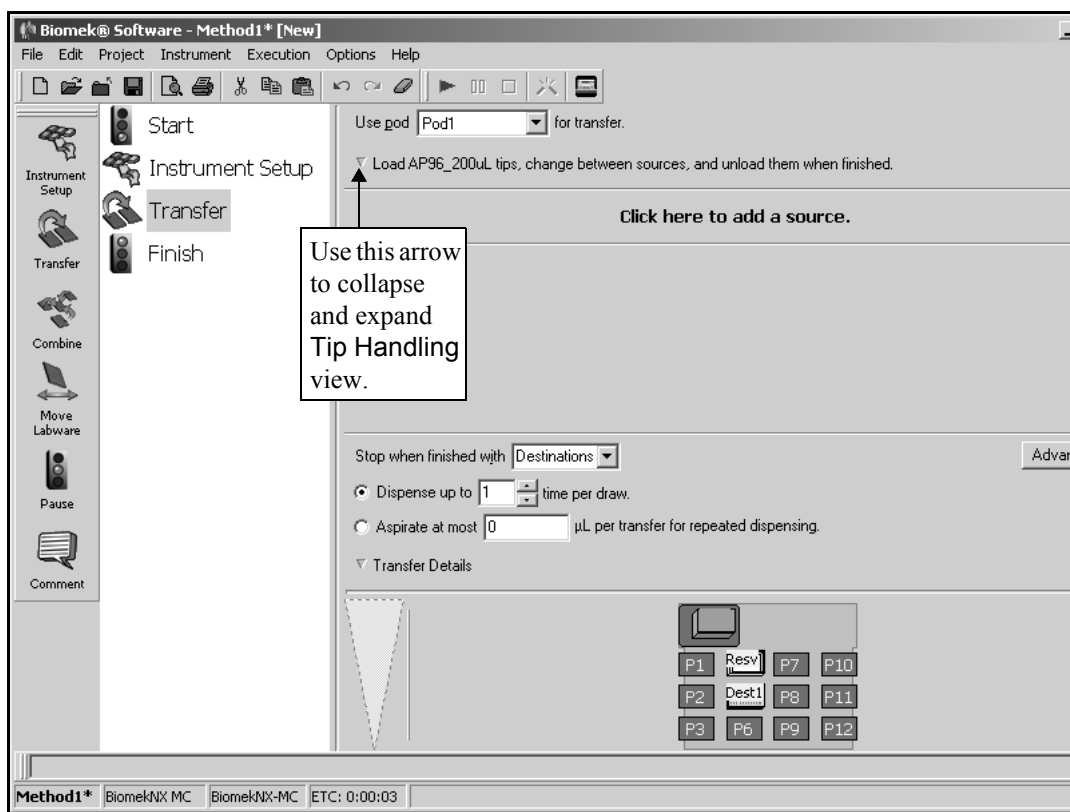 Biomek® Software - Method1* [New]
File Edit Project Instrument Execution Options Help
Instrument
Setup
Transfer
Combine
Move
Labware
Pause
Comment
Start
Instrument Setup
Transfer
Finish
Use pod Pod1 for transfer.
Load AP96_200uL tips, change between sources, and unload them when finished.
Click here to add a source.
Use this arrow
to collapse
and expand
Tip Handling
view.
Stop when finished with Destinations
Advan
Dispense up to 1 time per draw.
Aspirate at most 0 µL per transfer for repeated dispensing.
Transfer Details
P1 Resv P7 P10
P2 Dest1 P8 P11
P3 P6 P9 P12
Method1* BiomekNX MC BiomekNX-MC ETC: 0:00:03